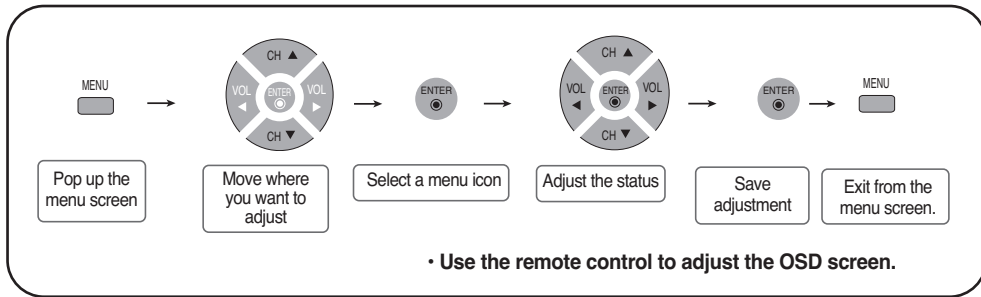 MENU
CH ▲
VOL ◀
ENTER
VOL ▶
CH ▼
ENTER
CH ▲
VOL ◀
ENTER
VOL ▶
CH ▼
ENTER
MENU
Pop up the
menu screen
Move where
you want to
adjust
Select a menu icon
Adjust the status
Save
adjustment
Exit from the
menu screen.
• Use the remote control to adjust the OSD screen.